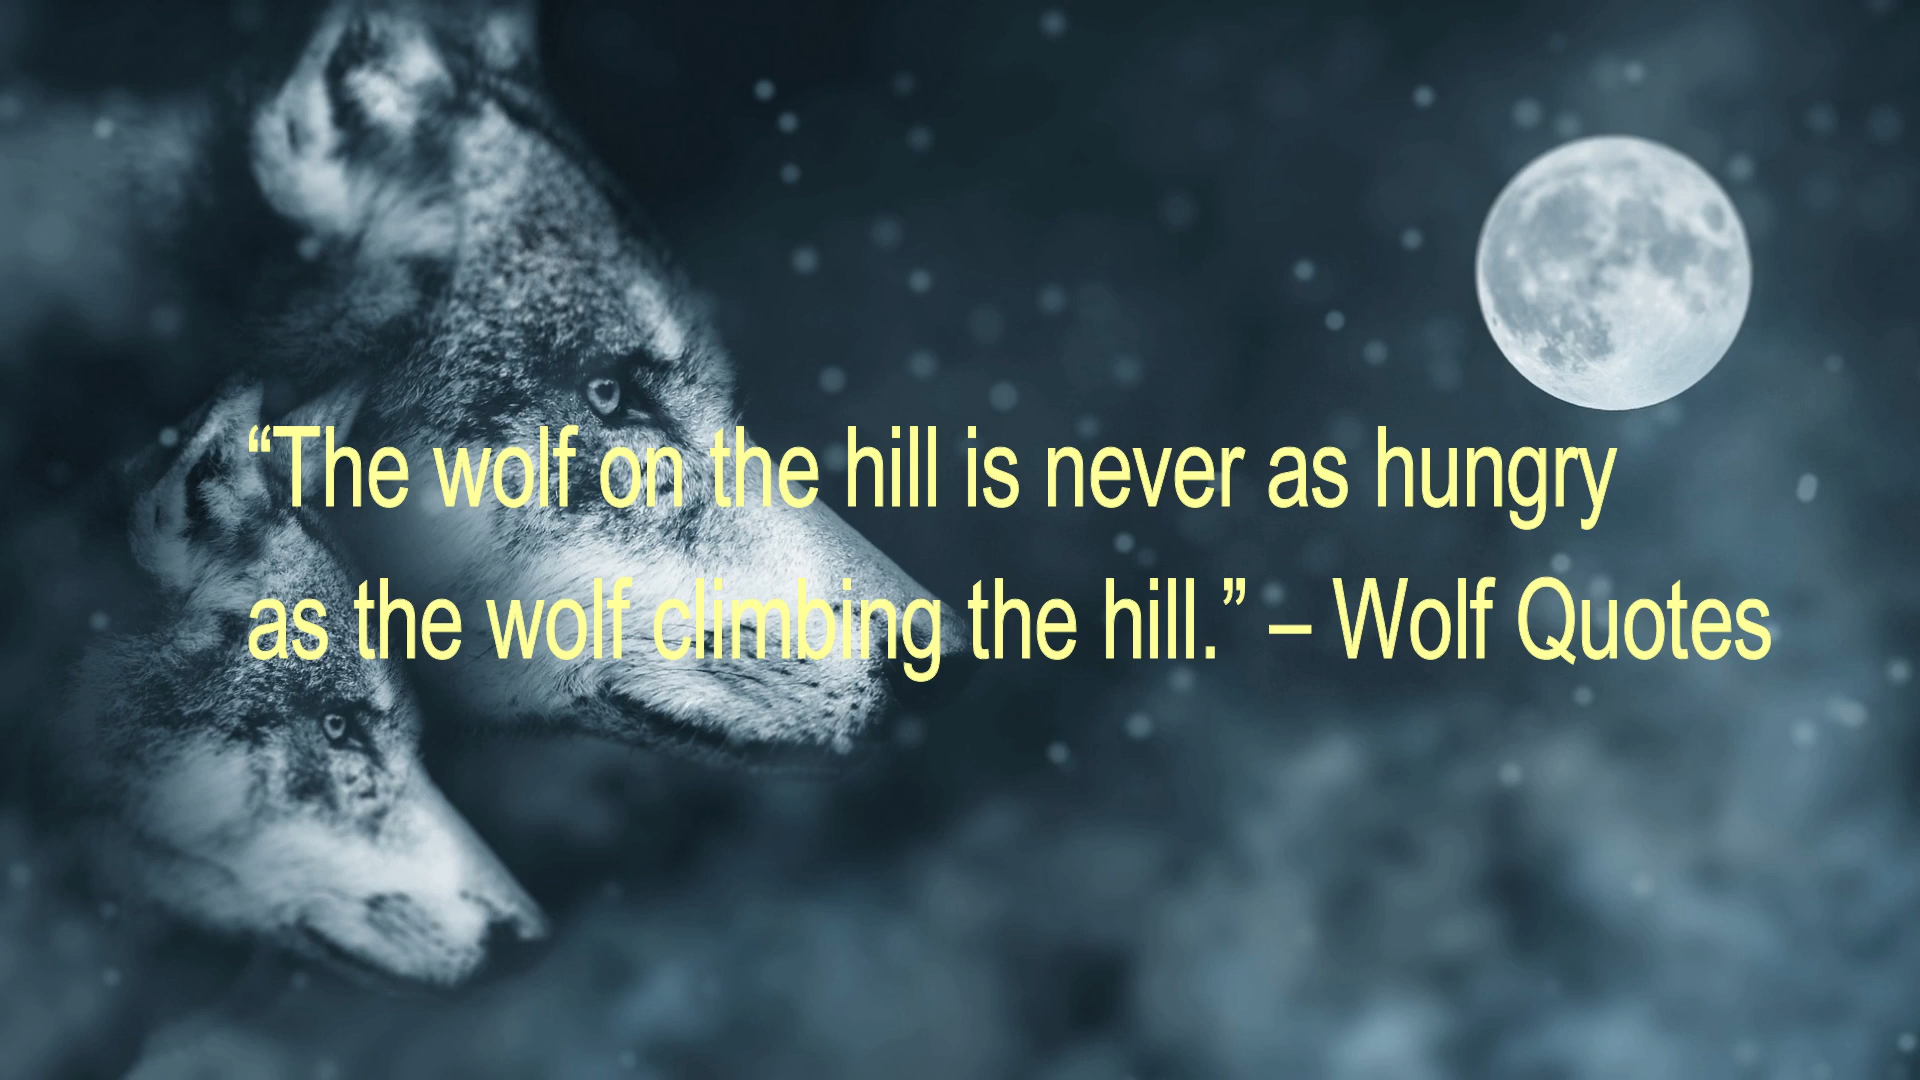 “The wolf on the hill is never as hungry
as the wolf climbing the hill.” – Wolf Quotes